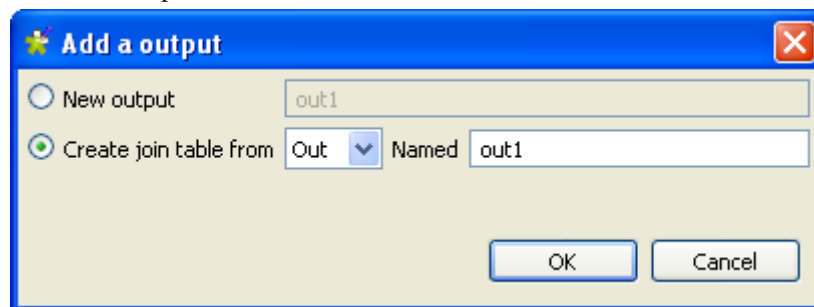 Add a output
New output out1
Create join table from Out Named out1
OK Cancel